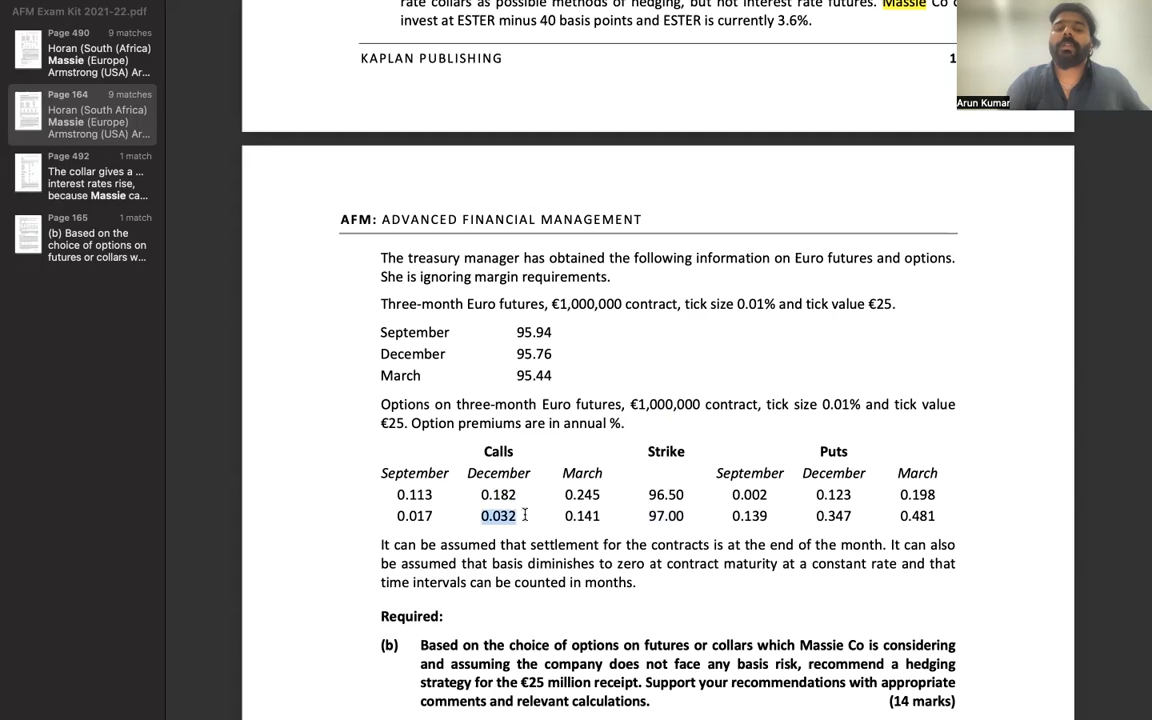 AFM Exam Kit 2021-22.pdf
Page 490 9 matches
Horan (South (Africa)
Massie (Europe)
Armstrong (USA) Ar...
Page 164 9 matches
Horan (South Africa)
Massie (Europe)
Armstrong (USA) Ar...
Page 492 1 match
The collar gives a ...
interest rates rise,
because Massie ca...
Page 165 1 match
(b) Based on the
choice of options on
futures or collars w...
rate collars as possible methods of hedging, but not interest rate futures. Massie Co
invest at ESTER minus 40 basis points and ESTER is currently 3.6%.
KAPLAN PUBLISHING 1
Arun Kumar
AFM: ADVANCED FINANCIAL MANAGEMENT
The treasury manager has obtained the following information on Euro futures and options.
She is ignoring margin requirements.
Three-month Euro futures, €1,000,000 contract, tick size 0.01% and tick value €25.
September 95.94
December 95.76
March 95.44
Options on three-month Euro futures, €1,000,000 contract, tick size 0.01% and tick value
€25. Option premiums are in annual %.
Calls Strike Puts
September December March September December March
0.113 0.182 0.245 96.50 0.002 0.123 0.198
0.017 0.032 0.141 97.00 0.139 0.347 0.481
It can be assumed that settlement for the contracts is at the end of the month. It can also
be assumed that basis diminishes to zero at contract maturity at a constant rate and that
time intervals can be counted in months.
Required:
(b) Based on the choice of options on futures or collars which Massie Co is considering
and assuming the company does not face any basis risk, recommend a hedging
strategy for the €25 million receipt. Support your recommendations with appropriate
comments and relevant calculations. (14 marks)